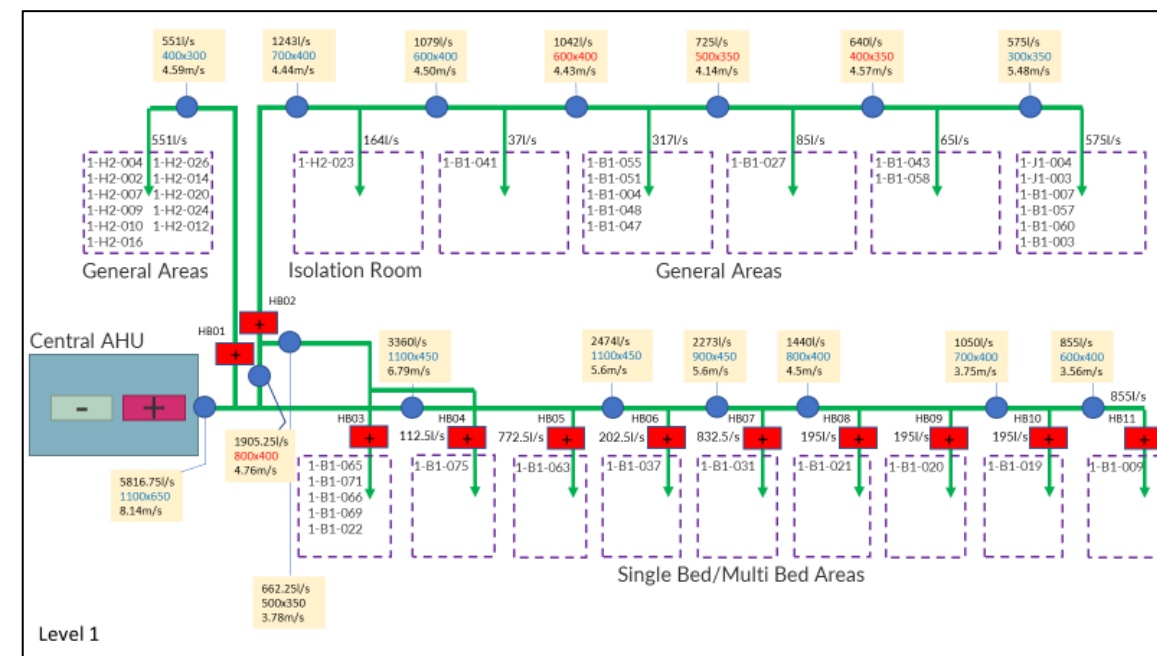 551l/s
400x300
4.59m/s
1243l/s
700x400
4.44m/s
1079l/s
600x400
4.50m/s
1042l/s
600x400
4.43m/s
725l/s
500x350
4.14m/s
640l/s
400x350
4.57m/s
575l/s
300x350
5.48m/s
551l/s
164l/s
37l/s
317l/s
85l/s
65l/s
575l/s
1-H2-004 1-H2-026
1-H2-002 1-H2-014
1-H2-007 1-H2-020
1-H2-009 1-H2-024
1-H2-010 1-H2-012
1-H2-016
1-H2-023
1-B1-041
1-B1-055
1-B1-051
1-B1-004
1-B1-048
1-B1-047
1-B1-027
1-B1-043
1-B1-058
1-J1-004
1-J1-003
1-B1-007
1-B1-057
1-B1-060
1-B1-003
General Areas
Isolation Room
General Areas
HB02
HB01
Central AHU
3360l/s
1100x450
6.79m/s
2474l/s
1100x450
5.6m/s
2273l/s
900x450
5.6m/s
1440l/s
800x400
4.5m/s
1050l/s
700x400
3.75m/s
855l/s
600x400
3.56m/s
855l/s
HB03
HB04
HB05
HB06
HB07
HB08
HB09
HB10
HB11
112.5l/s
772.5l/s
202.5l/s
832.5l/s
195l/s
195l/s
195l/s
1905.25l/s
800x400
4.76m/s
5816.75l/s
1100x650
8.14m/s
1-B1-065
1-B1-071
1-B1-066
1-B1-069
1-B1-022
1-B1-075
1-B1-063
1-B1-037
1-B1-031
1-B1-021
1-B1-020
1-B1-019
1-B1-009
Single Bed/Multi Bed Areas
662.25l/s
500x350
3.78m/s
Level 1